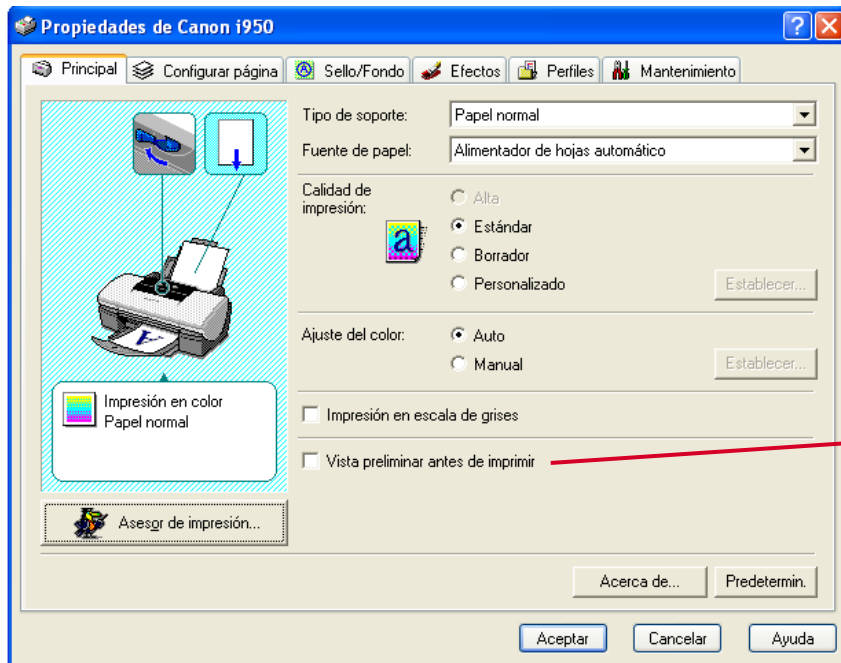 Propiedades de Canon i950
Principal
Configurar página
Sello/Fondo
Efectos
Perfiles
Mantenimiento
Tipo de soporte:
Papel normal
Fuente de papel:
Alimentador de hojas automático
Calidad de
impresión:
Alta
Estándar
Borrador
Personalizado
Establecer...
Ajuste del color:
Auto
Manual
Establecer...
Impresión en color
Papel normal
Impresión en escala de grises
Vista preliminar antes de imprimir
Asesor de impresión...
Acerca de...
Predetermin.
Aceptar
Cancelar
Ayuda